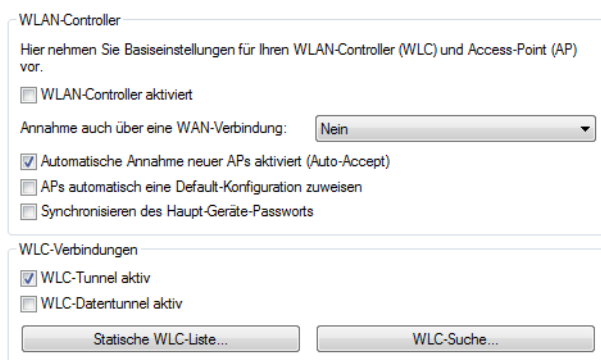 WLAN-Controller
Hier nehmen Sie Basiseinstellungen für Ihren WLAN-Controller (WLC) und Access-Point (AP)
vor.
WLAN-Controller aktiviert
Annahme auch über eine WAN-Verbindung: Nein
Automatische Annahme neuer APs aktiviert (Auto-Accept)
APs automatisch eine Default-Konfiguration zuweisen
Synchronisieren des Haupt-Geräte-Passworts
WLC-Verbindungen
WLC-Tunnel aktiv
WLC-Datentunnel aktiv
Statische WLC-Liste... WLC-Suche...